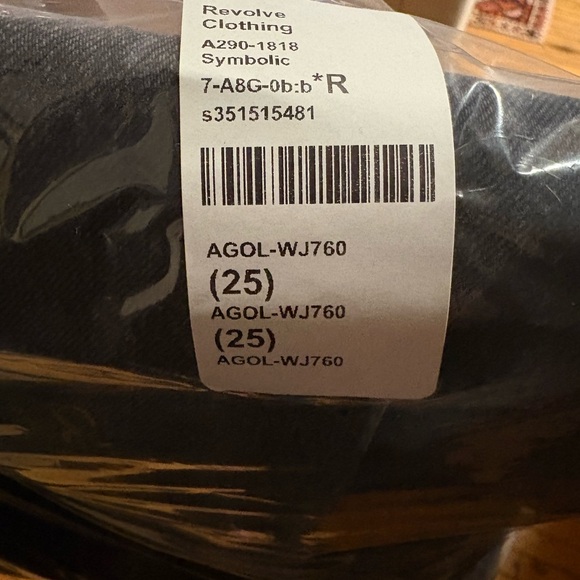 Revolve
Clothing
A290-1818
Symbolic
7-A8G-0b:b*R
s351515481
AGOL-WJ760
(25)
AGOL-WJ760
(25)
AGOL-WJ760